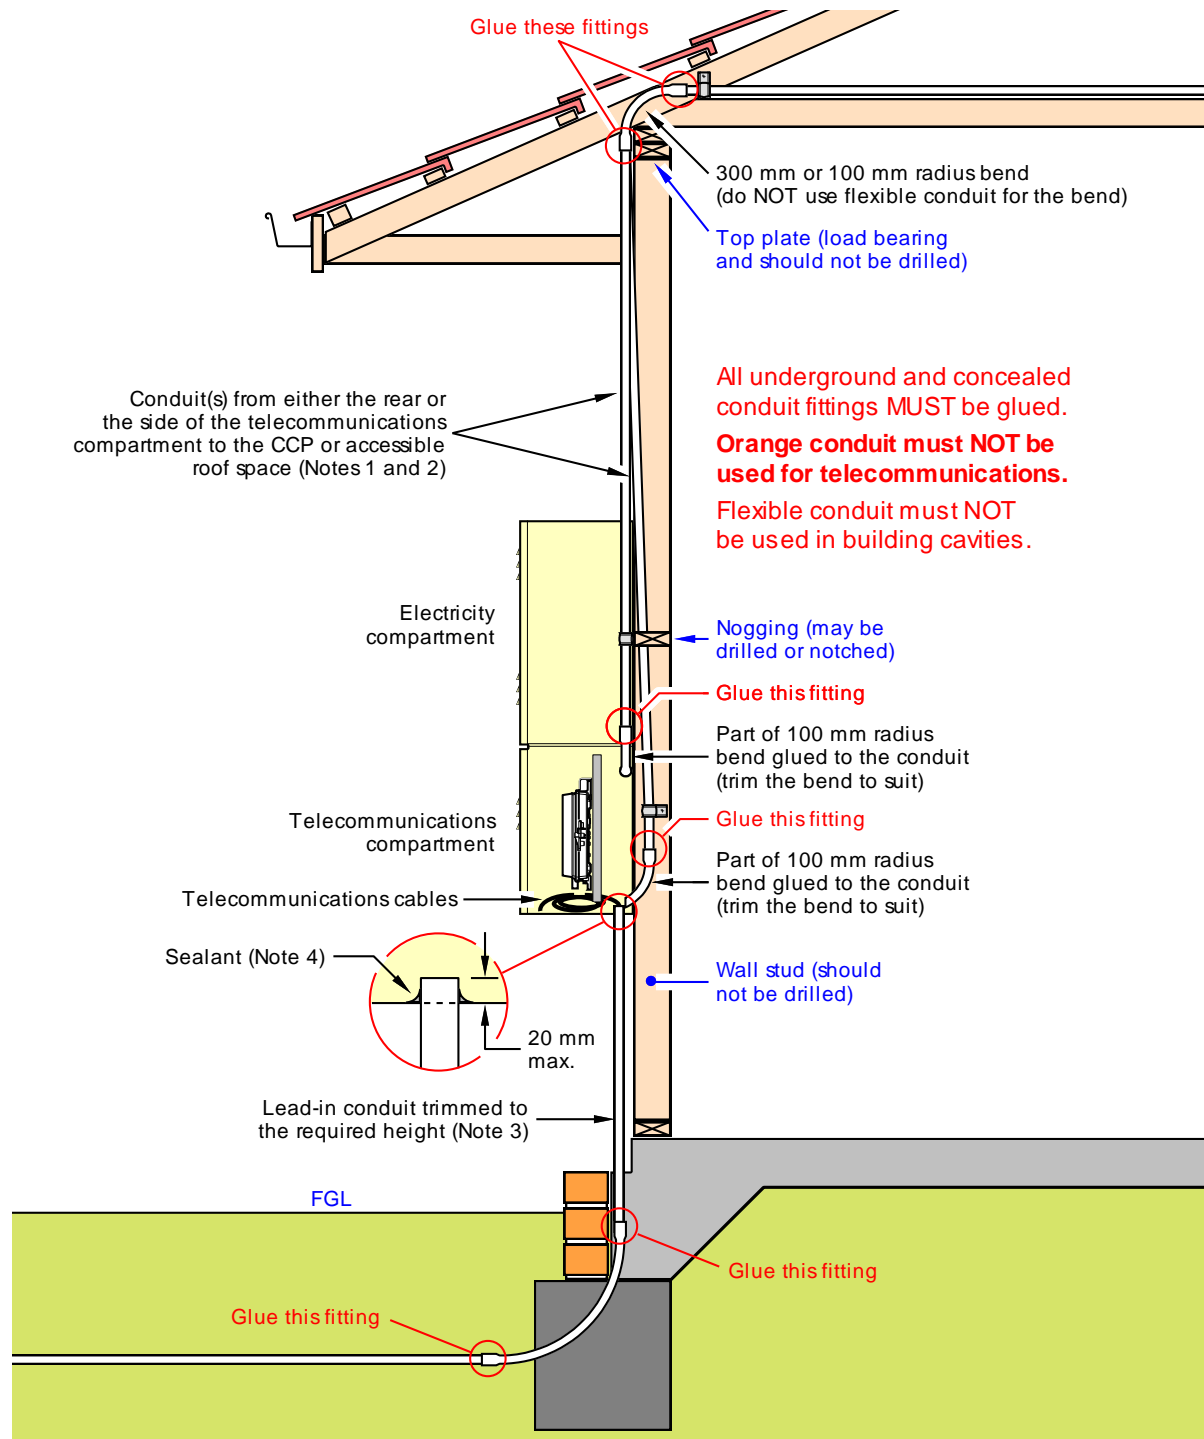 Glue these fittings
300 mm or 100 mm radius bend
(do NOT use flexible conduit for the bend)
Top plate (load bearing
and should not be drilled)
All underground and concealed
conduit fittings MUST be glued.
Orange conduit must NOT be
used for telecommunications.
Flexible conduit must NOT
be used in building cavities.
Conduit(s) from either the rear or
the side of the telecommunications
compartment to the CCP or accessible
roof space (Notes 1 and 2)
Electricity
compartment
Nogging (may be
drilled or notched)
Glue this fitting
Part of 100 mm radius
bend glued to the conduit
(trim the bend to suit)
Telecommunications
compartment
Glue this fitting
Part of 100 mm radius
bend glued to the conduit
(trim the bend to suit)
Telecommunications cables
Sealant (Note 4)
Wall stud (should
not be drilled)
20 mm
max.
Lead-in conduit trimmed to
the required height (Note 3)
FGL
Glue this fitting
Glue this fitting